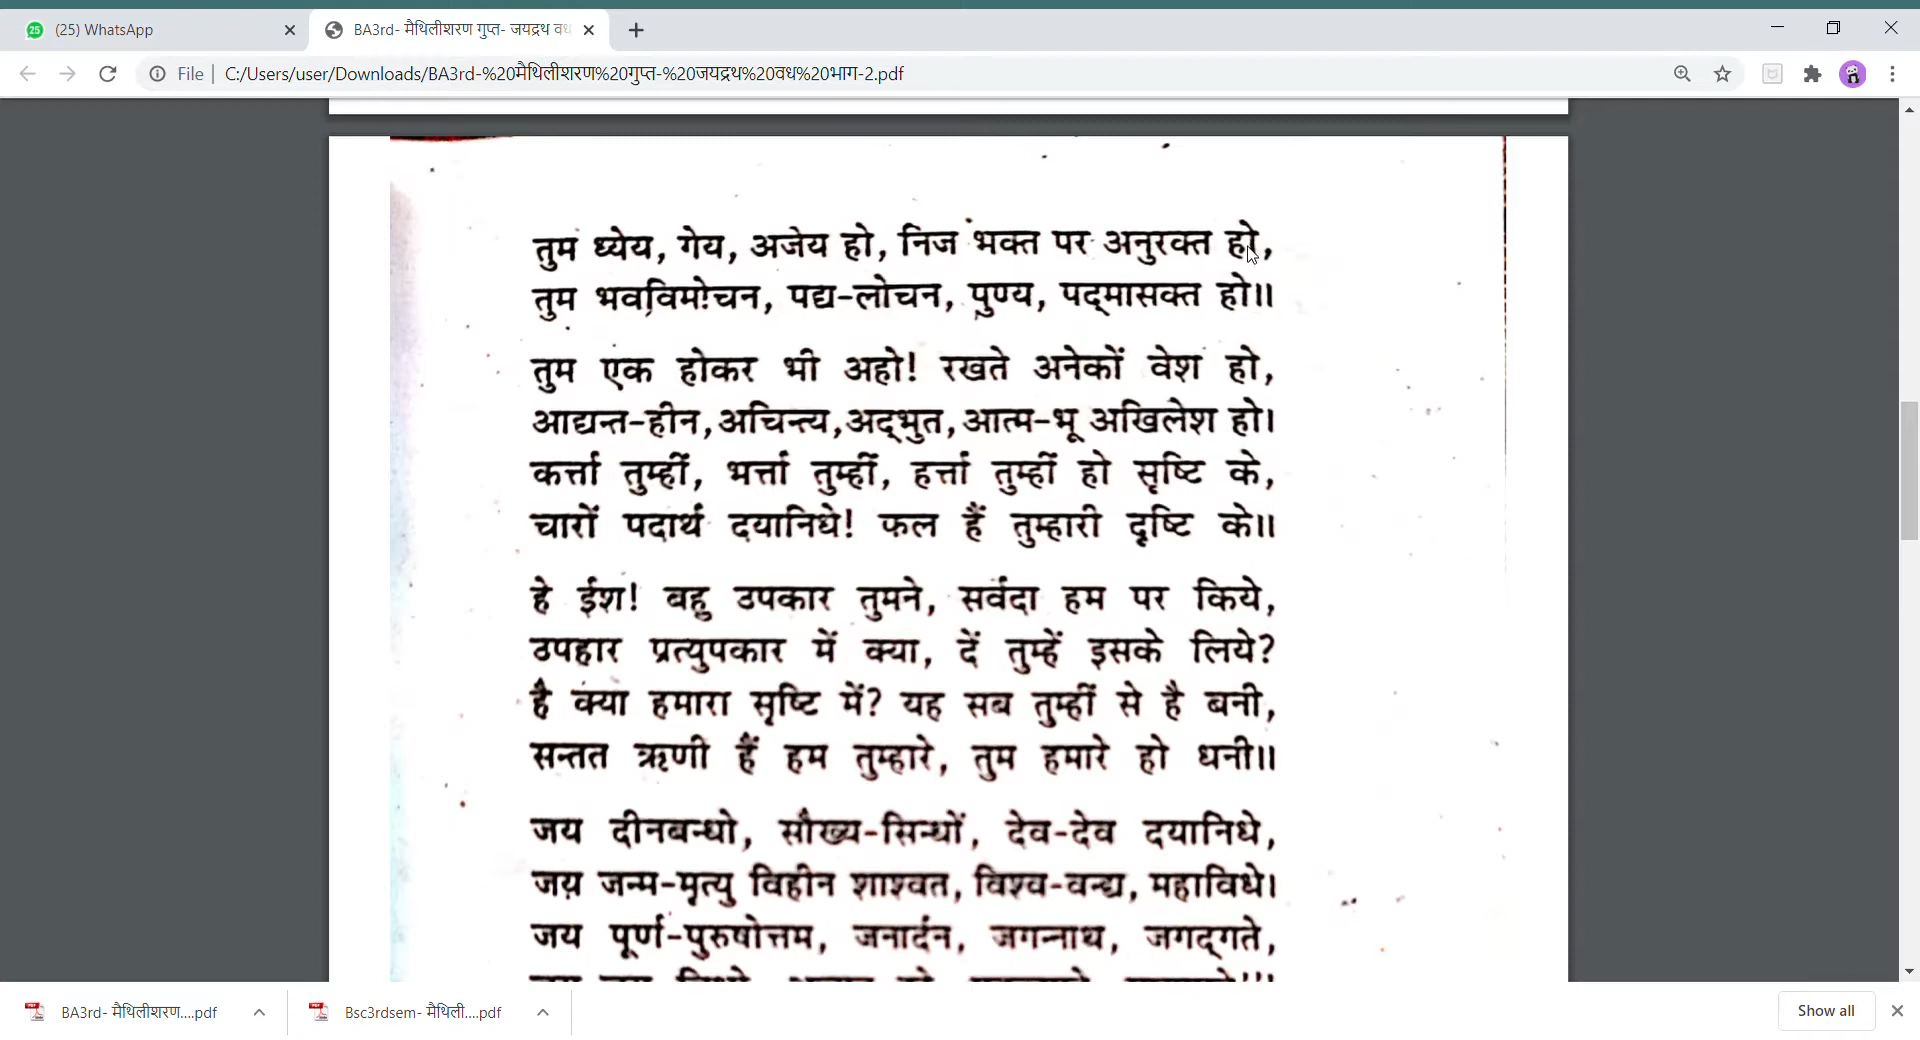 (25) WhatsApp
BA3rd- मैथिलीशरण गुप्त- जयद्रथ वध
File
C:/Users/user/Downloads/BA3rd-%20मैथिलीशरण%20गुप्त-%20जयद्रथ%20वध%20भाग-2.pdf
तुम ध्येय, गेय, अजेय हो, निज भक्त पर अनुरक्त हो,
तुम भवविमोचन, पद्य-लोचन, पुण्य, पद्मासक्त हो॥
तुम एक होकर भी अहो! रखते अनेकों वेश हो,
आद्यन्त-हीन, अचिन्त्य, अद्भुत, आत्म-भू अखिलेश हो।
कर्त्ता तुम्हीं, भर्त्ता तुम्हीं, हर्त्ता तुम्हीं हो सृष्टि के,
चारों पदार्थ दयानिधे! फल हैं तुम्हारी दृष्टि के॥
हे ईश! बहु उपकार तुमने, सर्वदा हम पर किये,
उपहार प्रत्युपकार में क्या, दें तुम्हें इसके लिये?
है क्या हमारा सृष्टि में? यह सब तुम्हीं से है बनी,
सन्तत ऋणी हैं हम तुम्हारे, तुम हमारे हो धनी॥
जय दीनबन्धो, सौख्य-सिन्धों, देव-देव दयानिधे,
जय जन्म-मृत्यु विहीन शाश्वत, विश्व-वन्द्य, महाविधे।
जय पूर्ण-पुरुषोत्तम, जनार्दन, जगन्नाथ, जगद्गते,
BA3rd- मैथिलीशरण....pdf
Bsc3rdsem- मैथिली....pdf
Show all